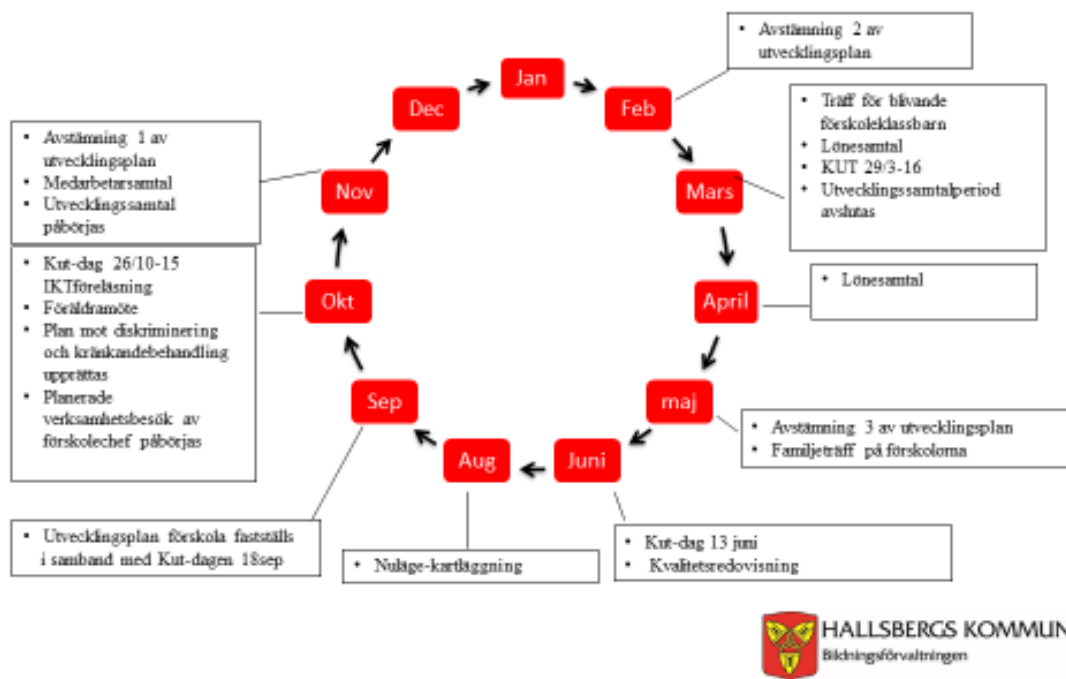 Jan
Feb
Mars
April
maj
Juni
Aug
Sep
Okt
Nov
Dec
• Avstämning 2 av
utvecklingsplan
• Träff för blivande
förskoleklassbarn
• Lönesamtal
• KUT 29/3-16
• Utvecklingssamtalperiod
avslutas
• Lönesamtal
• Avstämning 3 av utvecklingsplan
• Familjeträff på förskolorna
• Kut-dag 13 juni
• Kvalitetsredovisning
• Nuläge-kartläggning
• Utvecklingsplan förskola fastställs
i samband med Kut-dagen 18sep
• Kut-dag 26/10-15
IKTföreläsning
• Föräldramöte
• Plan mot diskriminering
och kränkandebehandling
upprättas
• Planerade
verksamhetsbesök av
förskolechef påbörjas
• Avstämning 1 av
utvecklingsplan
• Medarbetarsamtal
• Utvecklingssamtal
påbörjas
HALLSBERGS KOMMUN
Bildningsförvaltningen